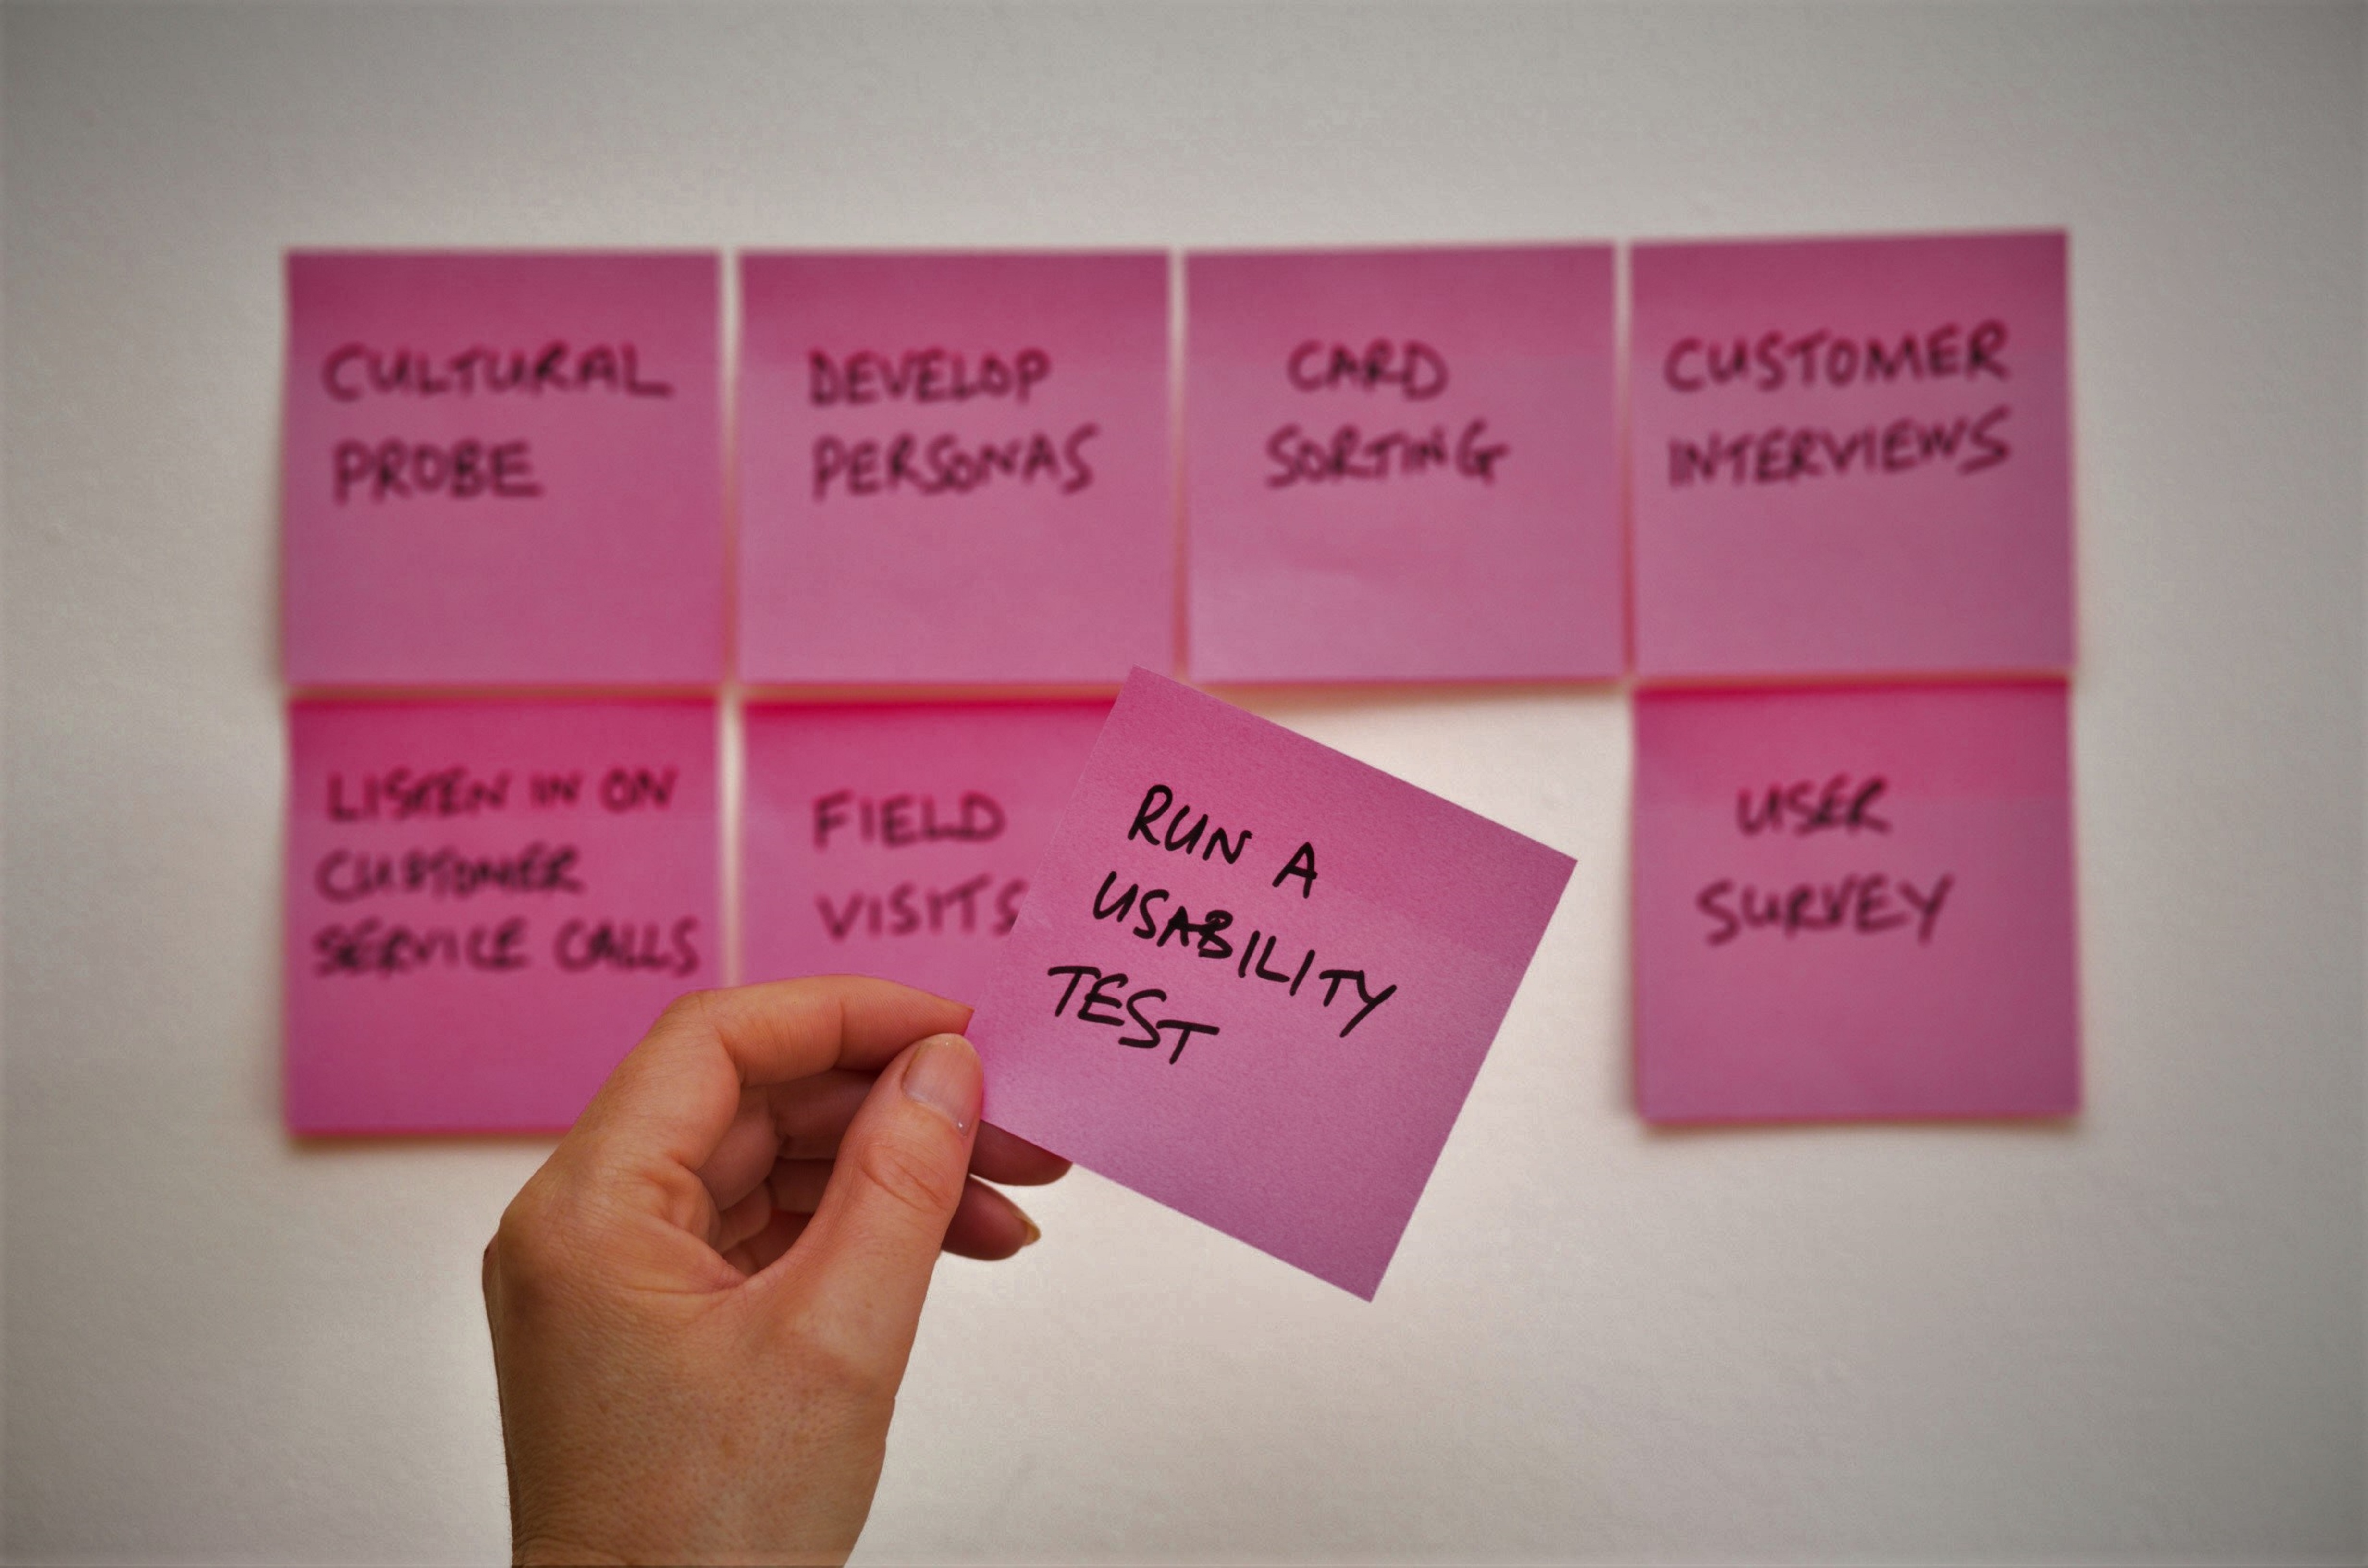 CULTURAL
PROBE
DEVELOP
PERSONAS
CARD
SORTING
CUSTOMER
INTERVIEWS
LISTEN IN ON
CUSTOMER
SERVICE CALLS
FIELD
VISITS
RUN A
USABILITY
TEST
USER
SURVEY